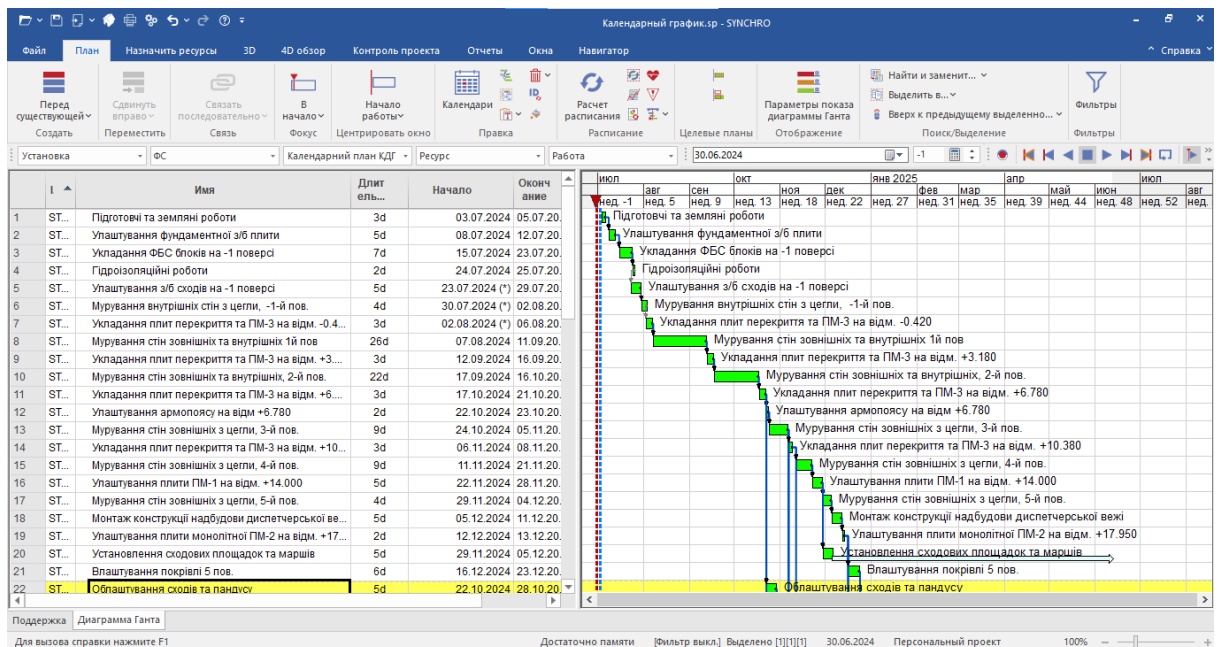 Календарный график.sp - SYNCHRO
Файл План Назначить ресурсы 3D 4D обзор Контроль проекта Отчеты Окна Навигатор ^ Справка
Перед существующей
Создать
Сдвинуть вправо
Переместить
Связать последовательно
Связь
В начало
Фокус
Начало работы
Центрировать окно
Календари
ID
Правка
Расчет расписания
Расписание
Целевые планы
Параметры показа диаграммы Ганта
Отображение
Найти и заменит...
Выделить в...
Вверх к предыдущему выделенно...
Поиск/Выделение
Фильтры
Фильтры
Установка ФС Календарний план КДГ Ресурс Работа 30.06.2024 -1
Имя Длит ель... Начало Оконч ание
1 ST... Підготовчі та земляні роботи 3d 03.07.2024 05.07.20.
2 ST... Улаштування фундаментної з/б плити 5d 08.07.2024 12.07.20.
3 ST... Укладання ФБС блоків на -1 поверсі 7d 15.07.2024 23.07.20.
4 ST... Гідроізоляційні роботи 2d 24.07.2024 25.07.20.
5 ST... Улаштування з/б сходів на -1 поверсі 5d 23.07.2024 (*) 29.07.20.
6 ST... Мурування внутрішніх стін з цегли, -1-й пов. 4d 30.07.2024 (*) 02.08.20.
7 ST... Укладання плит перекриття та ПМ-3 на відм. -0.4... 3d 02.08.2024 (*) 06.08.20.
8 ST... Мурування стін зовнішніх та внутрішніх 1й пов 26d 07.08.2024 11.09.20.
9 ST... Укладання плит перекриття та ПМ-3 на відм. +3.... 3d 12.09.2024 16.09.20.
10 ST... Мурування стін зовнішніх та внутрішніх, 2-й пов. 22d 17.09.2024 16.10.20.
11 ST... Укладання плит перекриття та ПМ-3 на відм. +6.... 3d 17.10.2024 21.10.20.
12 ST... Улаштування армопоясу на відм +6.780 2d 22.10.2024 23.10.20.
13 ST... Мурування стін зовнішніх з цегли, 3-й пов. 9d 24.10.2024 05.11.20.
14 ST... Укладання плит перекриття та ПМ-3 на відм. +10... 3d 06.11.2024 08.11.20.
15 ST... Мурування стін зовнішніх з цегли, 4-й пов. 9d 11.11.2024 21.11.20.
16 ST... Улаштування плити ПМ-1 на відм. +14.000 5d 22.11.2024 28.11.20.
17 ST... Мурування стін зовнішніх з цегли, 5-й пов. 4d 29.11.2024 04.12.20.
18 ST... Монтаж конструкції надбудови диспетчерської ве... 5d 05.12.2024 11.12.20.
19 ST... Улаштування плити монолітної ПМ-2 на відм. +17... 2d 12.12.2024 13.12.20.
20 ST... Установлення сходових площадок та маршів 5d 29.11.2024 05.12.20.
21 ST... Влаштування покрівлі 5 пов. 6d 16.12.2024 23.12.20.
22 ST... Облаштування сходів та пандусу 5d 22.10.2024 28.10.20.
июл окт янв 2025 апр июл
авг сен ноя дек фев мар май июн авг
нед. -1 нед. 5 нед. 9 нед. 13 нед. 18 нед. 22 нед. 27 нед. 31 нед. 35 нед. 39 нед. 44 нед. 48 нед. 52 нед.
Підготовчі та земляні роботи
Улаштування фундаментної з/б плити
Укладання ФБС блоків на -1 поверсі
Гідроізоляційні роботи
Улаштування з/б сходів на -1 поверсі
Мурування внутрішніх стін з цегли, -1-й пов.
Укладання плит перекриття та ПМ-3 на відм. -0.420
Мурування стін зовнішніх та внутрішніх 1й пов
Укладання плит перекриття та ПМ-3 на відм. +3.180
Мурування стін зовнішніх та внутрішніх, 2-й пов.
Укладання плит перекриття та ПМ-3 на відм. +6.780
Улаштування армопоясу на відм +6.780
Мурування стін зовнішніх з цегли, 3-й пов.
Укладання плит перекриття та ПМ-3 на відм. +10.380
Мурування стін зовнішніх з цегли, 4-й пов.
Улаштування плити ПМ-1 на відм. +14.000
Мурування стін зовнішніх з цегли, 5-й пов.
Монтаж конструкції надбудови диспетчерської вежі
Улаштування плити монолітної ПМ-2 на відм. +17.950
Установлення сходових площадок та маршів
Влаштування покрівлі 5 пов.
Облаштування сходів та пандусу
Поддержка Диаграмма Ганта
Для вызова справки нажмите F1 Достаточно памяти [Фильтр выкл.] Выделено [1][1][1] 30.06.2024 Персональный проект 100%